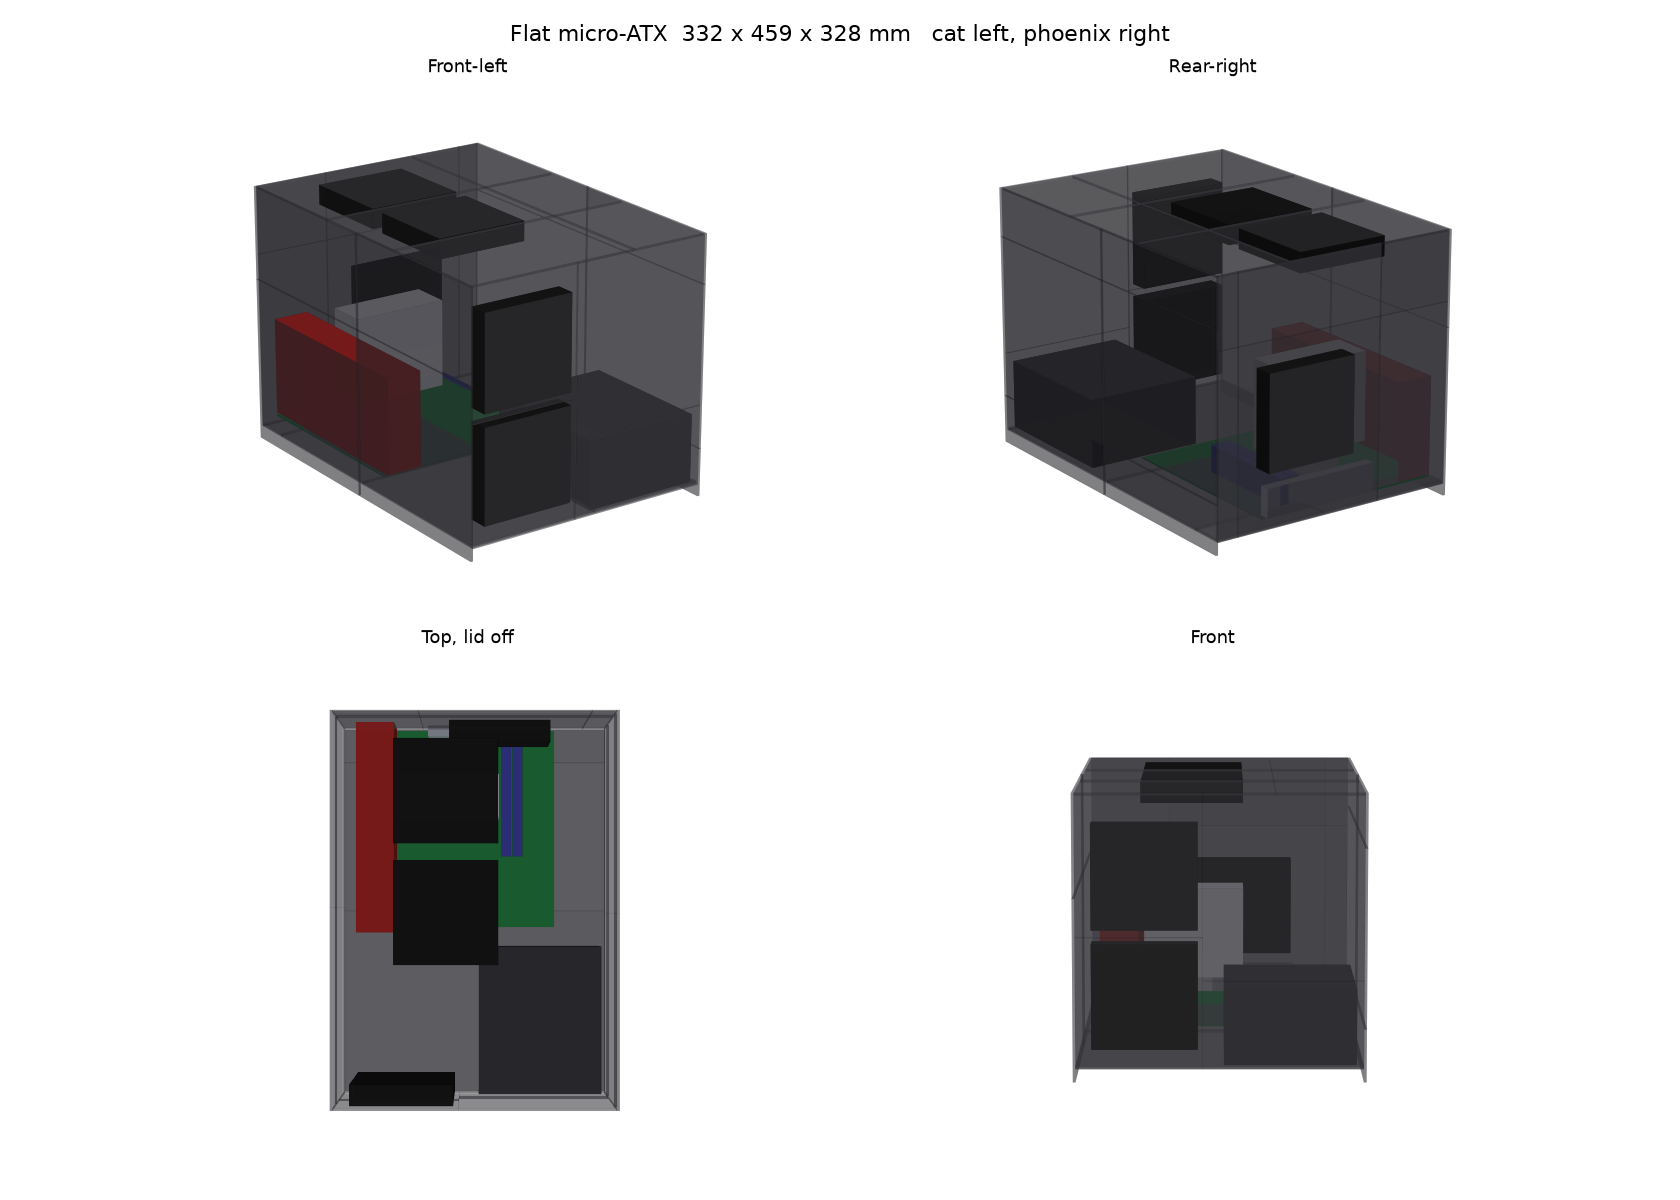 Flat micro-ATX  332 x 459 x 328 mm   cat left, phoenix right
Front-left
Rear-right
Top, lid off
Front